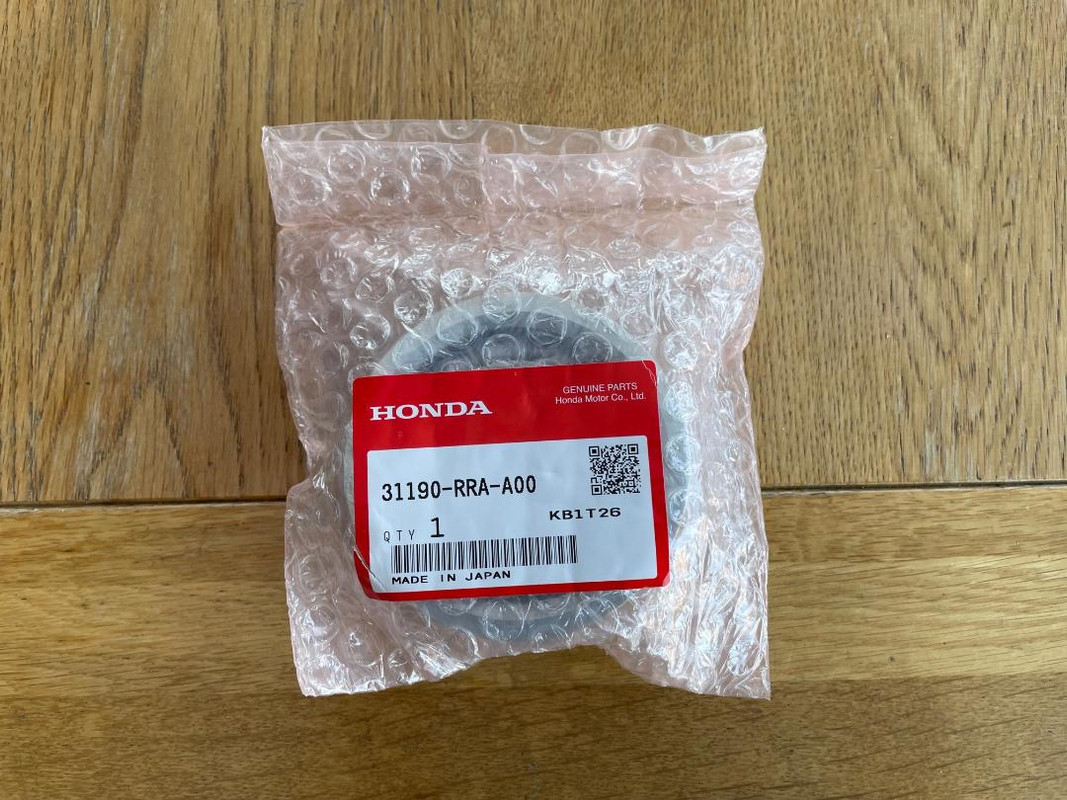 HONDA
GENUINE PARTS
Honda Motor Co., Ltd.
31190-RRA-A00
KB1T26
QTY 1
MADE IN JAPAN